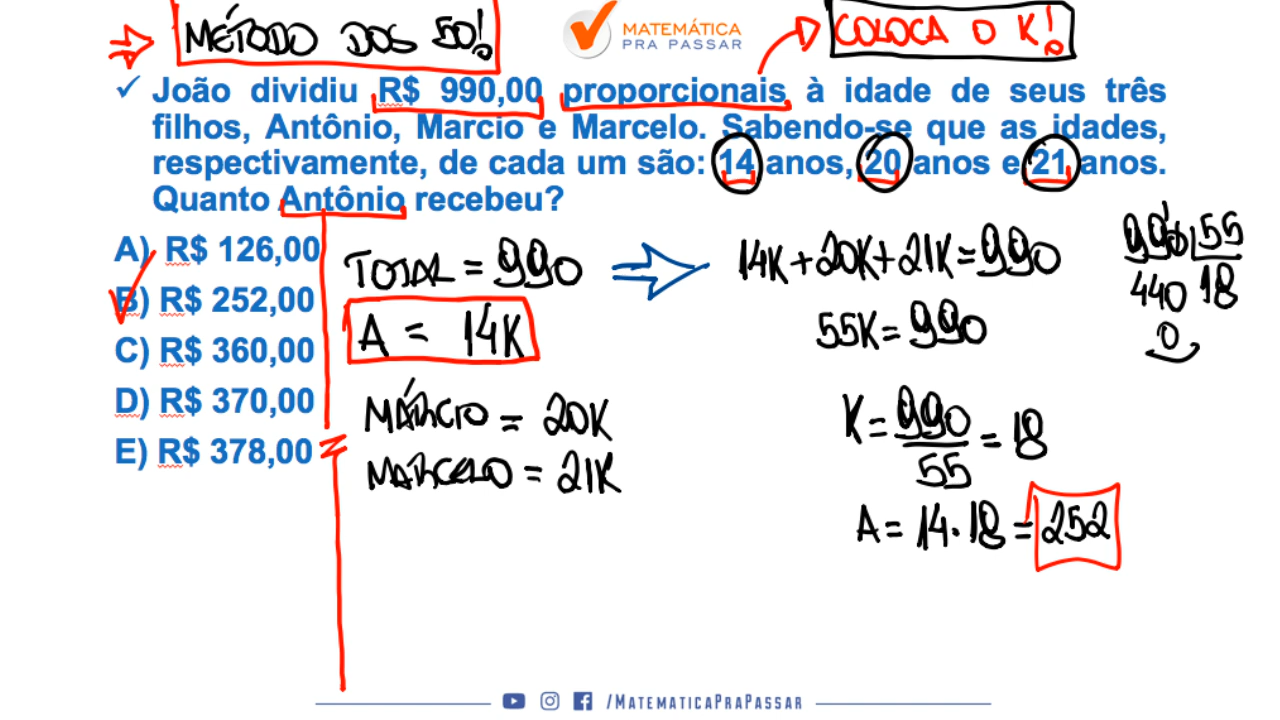 MÉTODO DOS 50!
MATEMÁTICA
PRA PASSAR
COLOCA O K!
✓ João dividiu R$ 990,00 proporcionais à idade de seus três
filhos, Antônio, Marcio e Marcelo. Sabendo-se que as idades,
respectivamente, de cada um são: 14 anos, 20 anos e 21 anos.
Quanto Antônio recebeu?
A) R$ 126,00
B) R$ 252,00
C) R$ 360,00
D) R$ 370,00
E) R$ 378,00
TOTAL = 990
A = 14K
MÁRCIO = 20K
MARCELO = 21K
14K+20K+21K=990
55K=990
K=990/55=18
A=14.18=252
990 55
440 18
0
/MATEMATICAPRAPASSAR